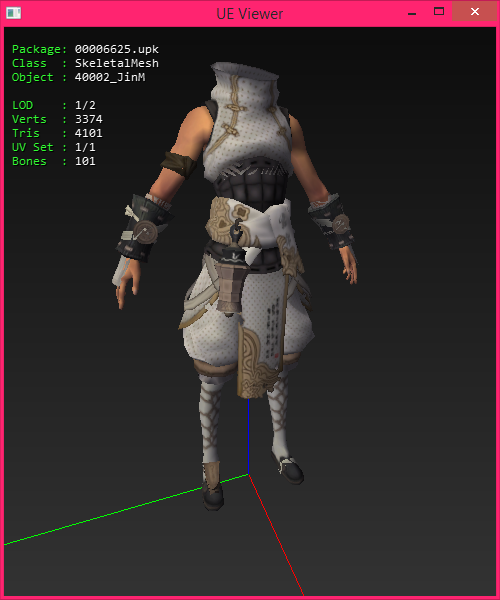 UE Viewer
Package: 00006625.upk
Class : SkeletalMesh
Object : 40002_JinM
LOD : 1/2
Verts : 3374
Tris : 4101
UV Set : 1/1
Bones : 101